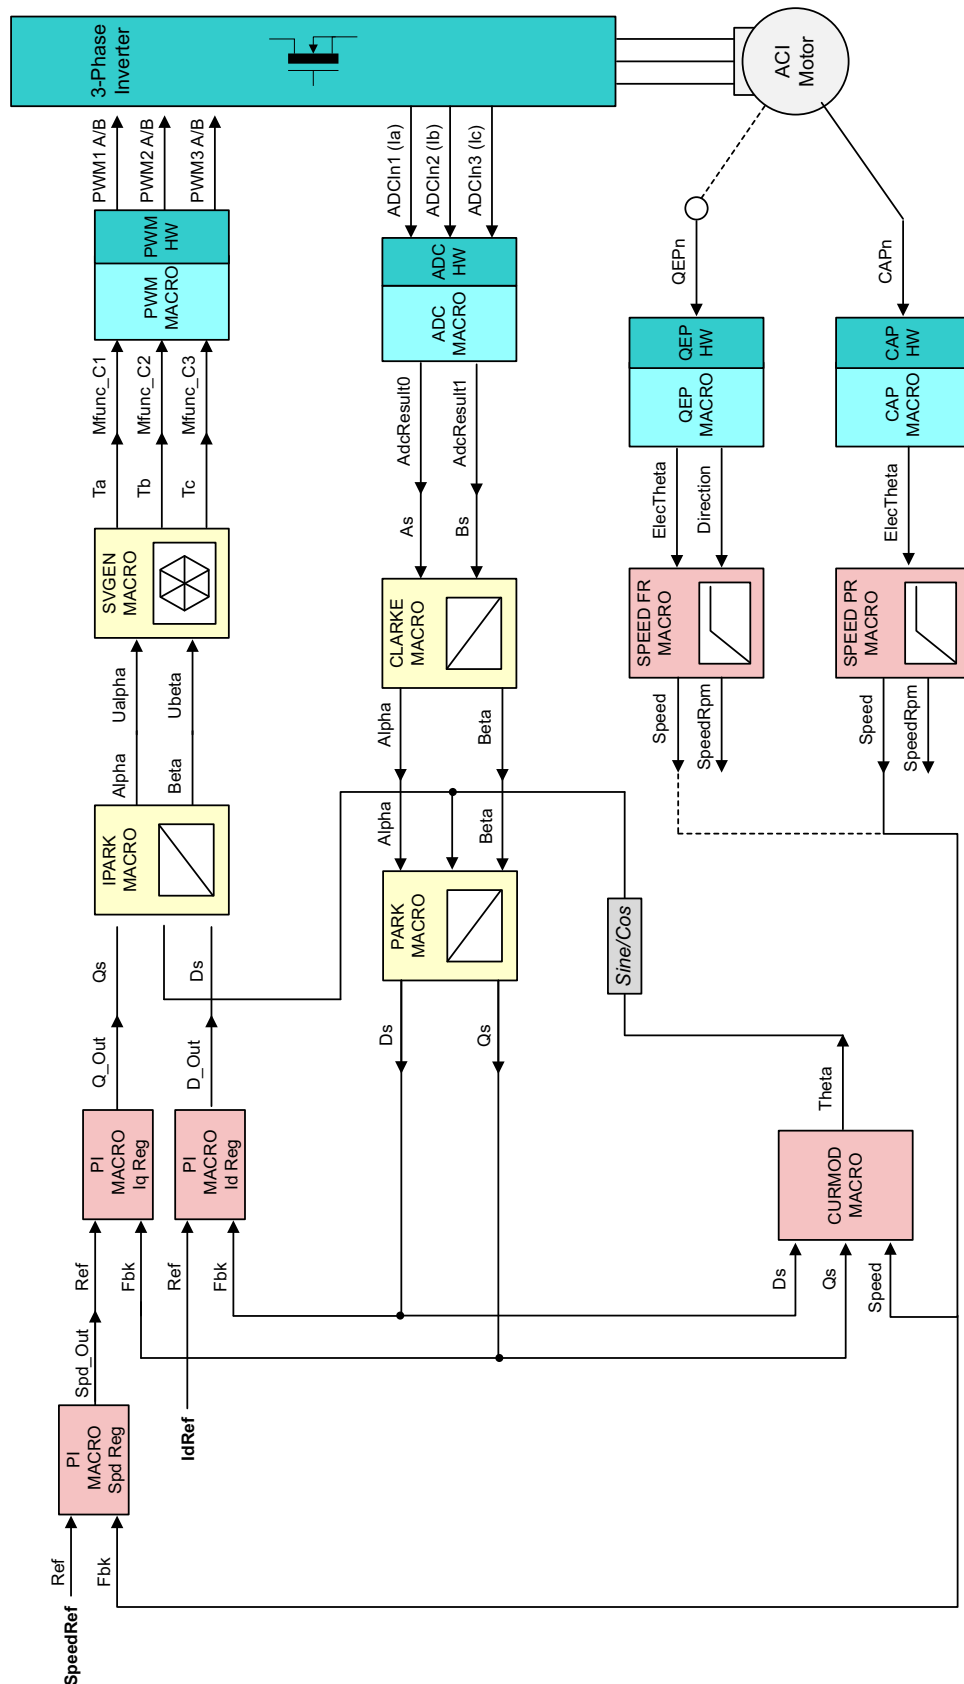 SpeedRef
Ref
Fbk
PI
MACRO
Spd Reg
Spd_Out
Ref
Fbk
IdRef
Ref
Fbk
PI
MACRO
Iq Reg
PI
MACRO
Id Reg
Q_Out
D_Out
Qs
Ds
IPARK
MACRO
Alpha
Beta
Ualpha
Ubeta
SVGEN
MACRO
Ta
Tb
Tc
Mfunc_C1
Mfunc_C2
Mfunc_C3
PWM
MACRO
PWM
HW
PWM1 A/B
PWM2 A/B
PWM3 A/B
3-Phase
Inverter
Ds
Qs
PARK
MACRO
Alpha
Beta
Alpha
Beta
CLARKE
MACRO
As
Bs
AdcResult0
AdcResult1
ADC
MACRO
ADC
HW
ADCIn1 (Ia)
ADCIn2 (Ib)
ADCIn3 (Ic)
Ds
Qs
Speed
CURMOD
MACRO
Theta
Sine/Cos
Speed
SpeedRpm
SPEED FR
MACRO
ElecTheta
Direction
QEP
MACRO
QEP
HW
QEPn
Speed
SpeedRpm
SPEED PR
MACRO
ElecTheta
CAP
MACRO
CAP
HW
CAPn
ACI
Motor